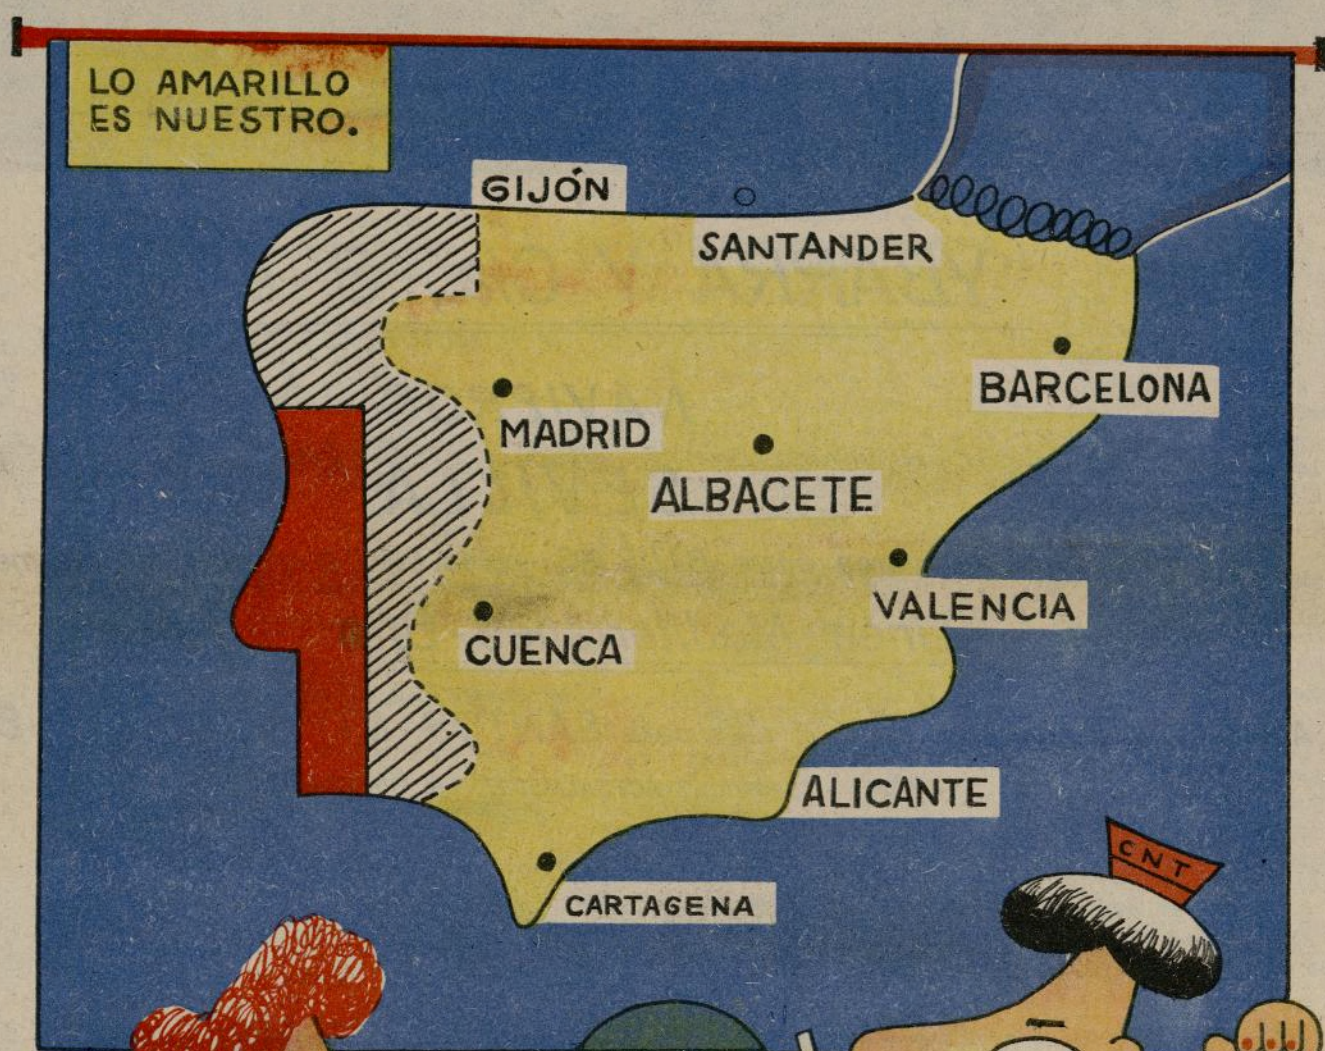 LO AMARILLO
ES NUESTRO.
GIJÓN
SANTANDER
BARCELONA
MADRID
ALBACETE
VALENCIA
CUENCA
ALICANTE
CNT
CARTAGENA